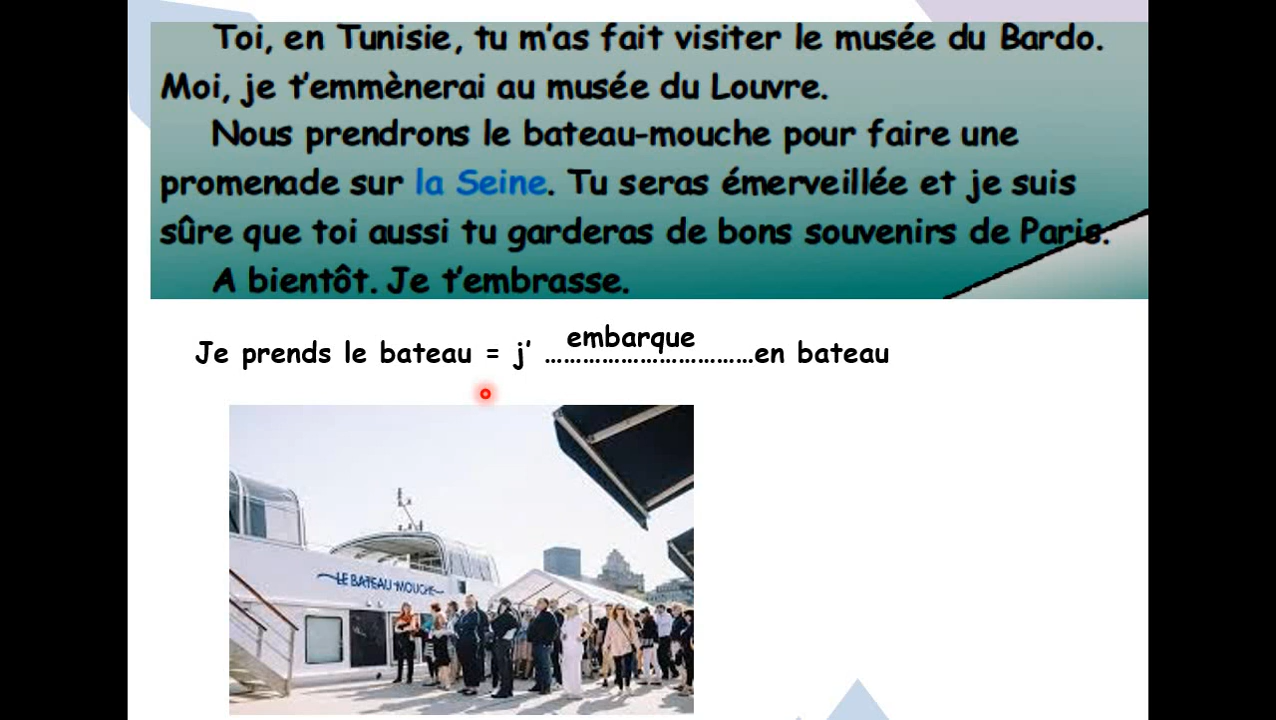 Toi, en Tunisie, tu m'as fait visiter le musée du Bardo.
Moi, je t'emmènerai au musée du Louvre.
Nous prendrons le bateau-mouche pour faire une
promenade sur la Seine. Tu seras émerveillée et je suis
sûre que toi aussi tu garderas de bons souvenirs de Paris.
A bientôt. Je t'embrasse.
embarque
Je prends le bateau = j' ……………………………en bateau
LE BATEAU-MOUCHE